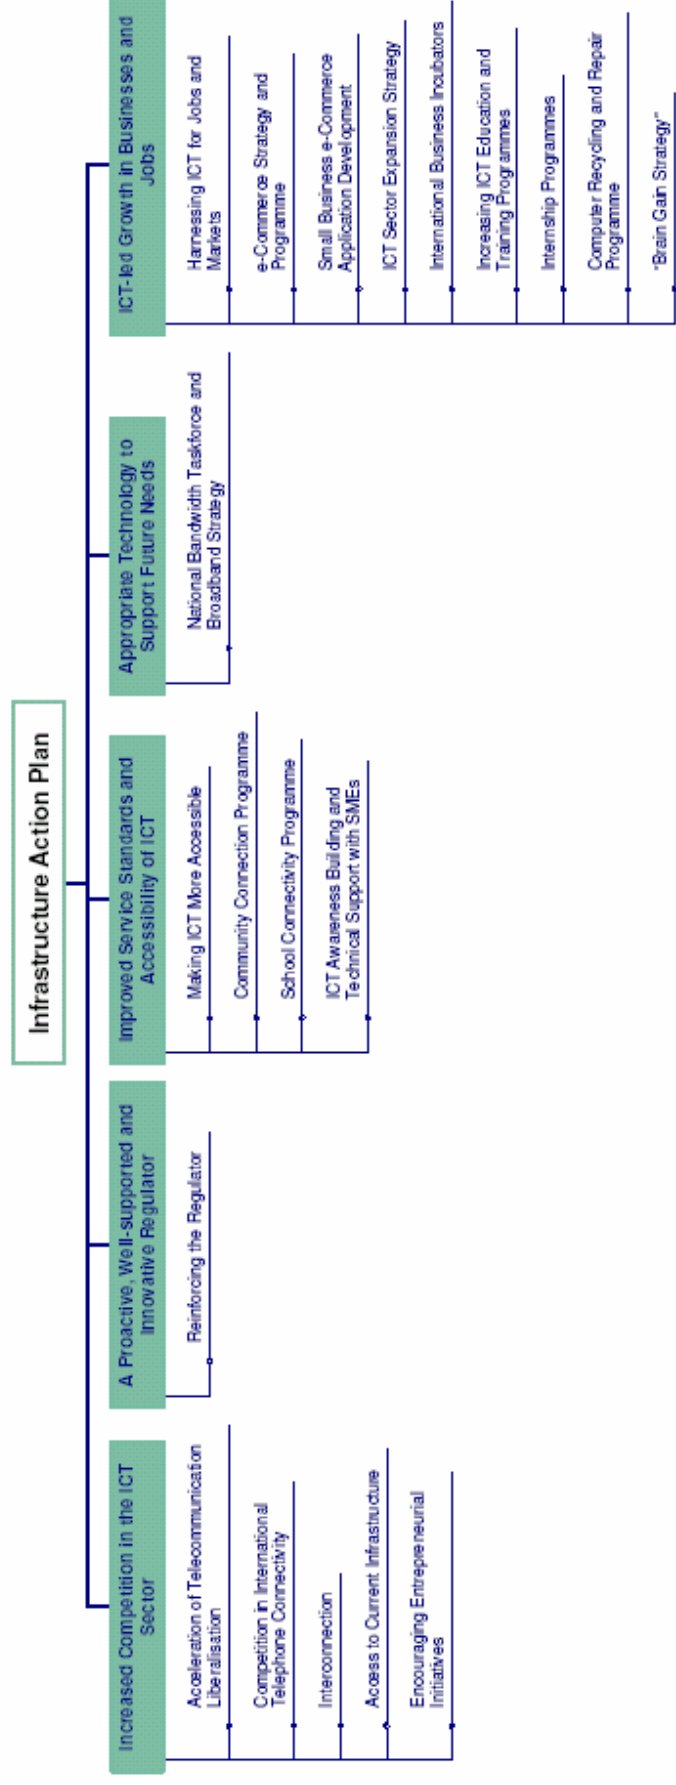 Infrastructure Action Plan
Increased Competition in the ICT
Sector
Acceleration of Telecommunication
Liberalisation
Competition in International
Telephone Connectivity
Interconnection
Access to Current Infrastructure
Encouraging Entrepreneurial
Initiatives
A Proactive, Well-supported and
Innovative Regulator
Reinforcing the Regulator
Improved Service Standards and
Accessibility of ICT
Making ICT More Accessible
Community Connection Programme
School Connectivity Programme
ICT Awareness Building and
Technical Support with SMEs
Appropriate Technology to
Support Future Needs
National Bandwidth Taskforce and
Broadband Strategy
ICT-led Growth in Businesses and
Jobs
Harnessing ICT for Jobs and
Markets
e-Commerce Strategy and
Programme
Small Business e-Commerce
Application Development
ICT Sector Expansion Strategy
International Business Incubators
Increasing ICT Education and
Training Programmes
Internship Programmes
Computer Recycling and Repair
Programme
"Brain Gain Strategy"